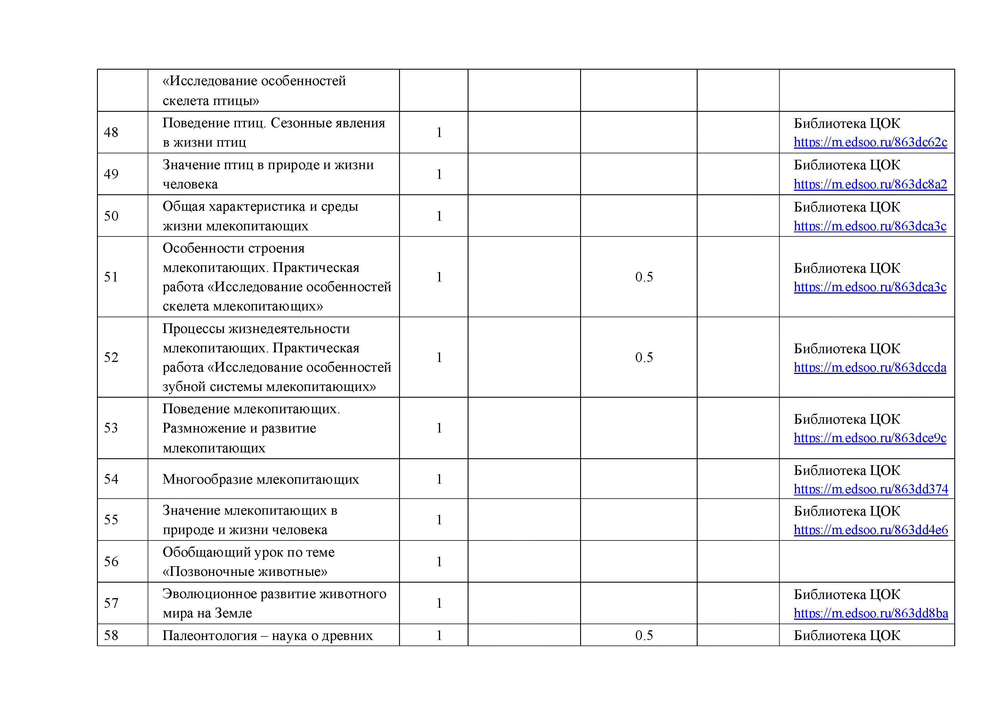 «Исследование особенностей
скелета птицы»
48
Поведение птиц. Сезонные явления
в жизни птиц
1
Библиотека ЦОК
https://m.edsoo.ru/863dc62c
49
Значение птиц в природе и жизни
человека
1
Библиотека ЦОК
https://m.edsoo.ru/863dc8a2
50
Общая характеристика и среды
жизни млекопитающих
1
Библиотека ЦОК
https://m.edsoo.ru/863dca3c
51
Особенности строения
млекопитающих. Практическая
работа «Исследование особенностей
скелета млекопитающих»
1
0.5
Библиотека ЦОК
https://m.edsoo.ru/863dca3c
52
Процессы жизнедеятельности
млекопитающих. Практическая
работа «Исследование особенностей
зубной системы млекопитающих»
1
0.5
Библиотека ЦОК
https://m.edsoo.ru/863dccda
53
Поведение млекопитающих.
Размножение и развитие
млекопитающих
1
Библиотека ЦОК
https://m.edsoo.ru/863dce9c
54
Многообразие млекопитающих
1
Библиотека ЦОК
https://m.edsoo.ru/863dd374
55
Значение млекопитающих в
природе и жизни человека
1
Библиотека ЦОК
https://m.edsoo.ru/863dd4e6
56
Обобщающий урок по теме
«Позвоночные животные»
1
57
Эволюционное развитие животного
мира на Земле
1
Библиотека ЦОК
https://m.edsoo.ru/863dd8ba
58
Палеонтология – наука о древних
1
0.5
Библиотека ЦОК